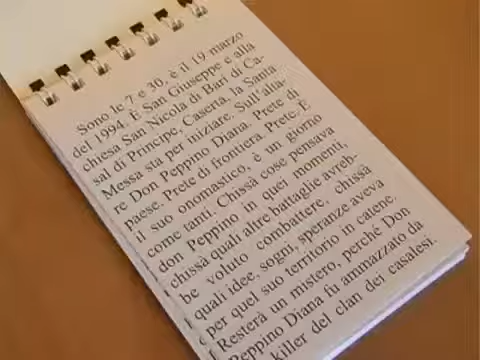 Sono le 7 e 30, è il 19 marzo
del 1994. È San Giuseppe e alla
chiesa San Nicola di Bari di Ca-
sal di Principe, Caserta, la Santa
Messa sta per iniziare. Sull'alta-
re Don Peppino Diana. Prete di
paese. Prete di frontiera. Prete. È
il suo onomastico, è un giorno
come tanti. Chissà cose pensava
don Peppino in quei momenti,
chissà quali altre battaglie avreb-
be voluto combattere, chissà
quali idee, sogni, speranze aveva
per quel suo territorio in catene.
Resterà un mistero, perché Don
Peppino Diana fu ammazzato da
killer del clan dei casalesi.